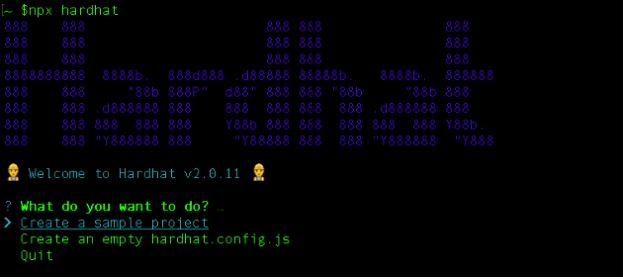 ~ $npx hardhat
888    888                      888 888               888
888    888                      888 888               888
888    888                      888 888               888
8888888888  8888b.  888d888 .d88888 88888b.   8888b.  888888
888    888     "88b 888P"  d88" 888 888 "88b     "88b 888
888    888 .d888888 888    888  888 888  888 .d888888 888
888    888 888  888 888    Y88b 888 888  888 888  888 Y88b.
888    888 "Y888888 888     "Y88888 888  888 "Y888888  "Y888
Welcome to Hardhat v2.0.11
? What do you want to do? …
❯ Create a sample project
Create an empty hardhat.config.js
Quit